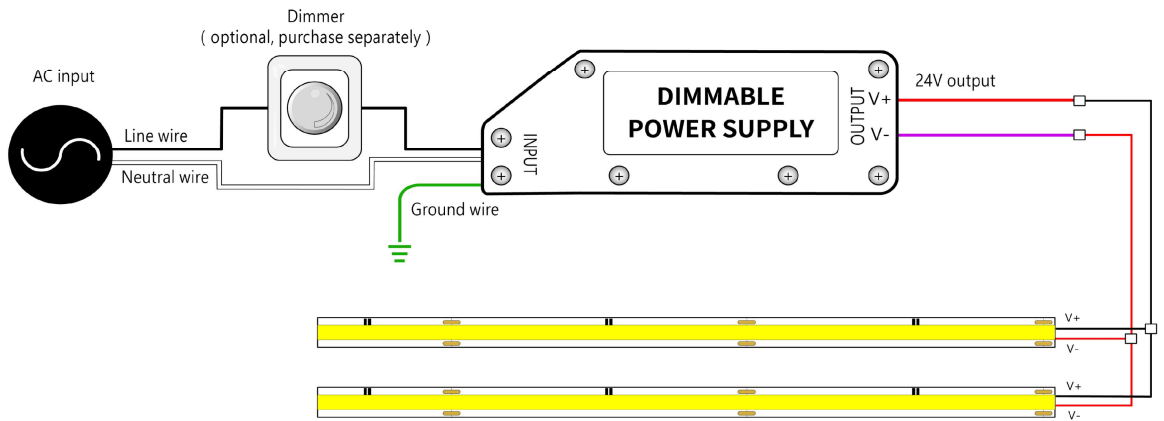 Dimmer
( optional, purchase separately )
AC input
Line wire
Neutral wire
Ground wire
INPUT
DIMMABLE
POWER SUPPLY
OUTPUT
V+
V-
24V output
V+
V-
V+
V-